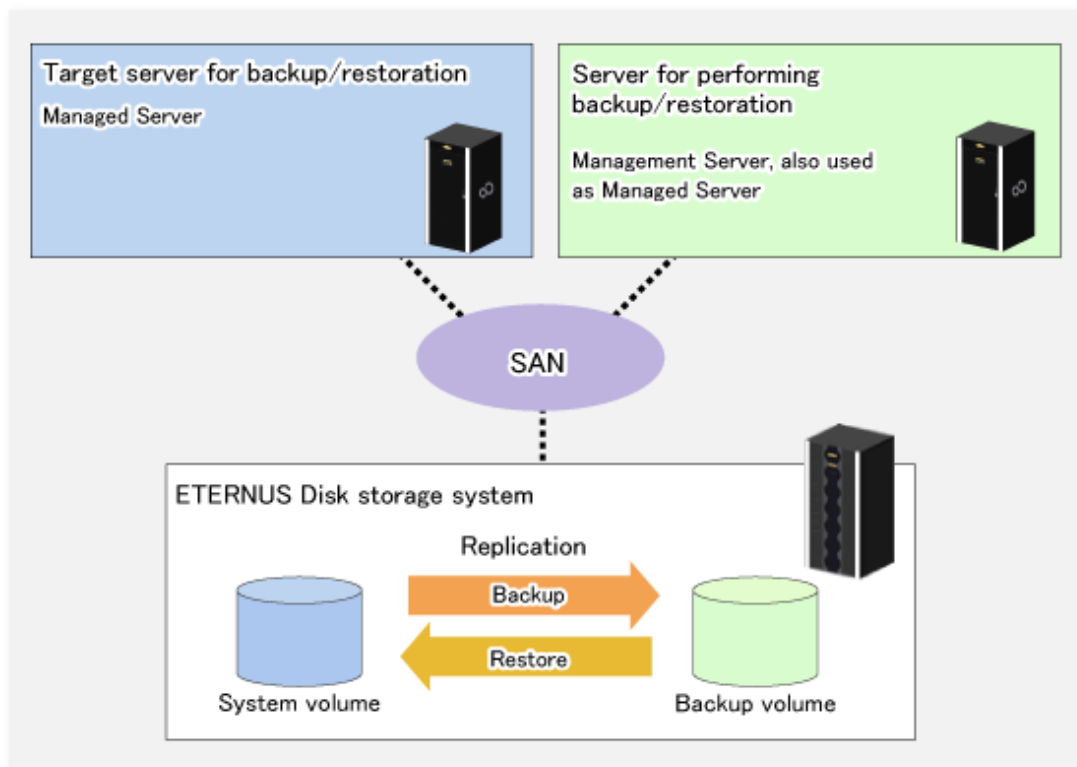 Target server for backup/restoration
Managed Server
Server for performing
backup/restoration
Management Server, also used
as Managed Server
SAN
ETERNUS Disk storage system
Replication
Backup
Restore
System volume
Backup volume